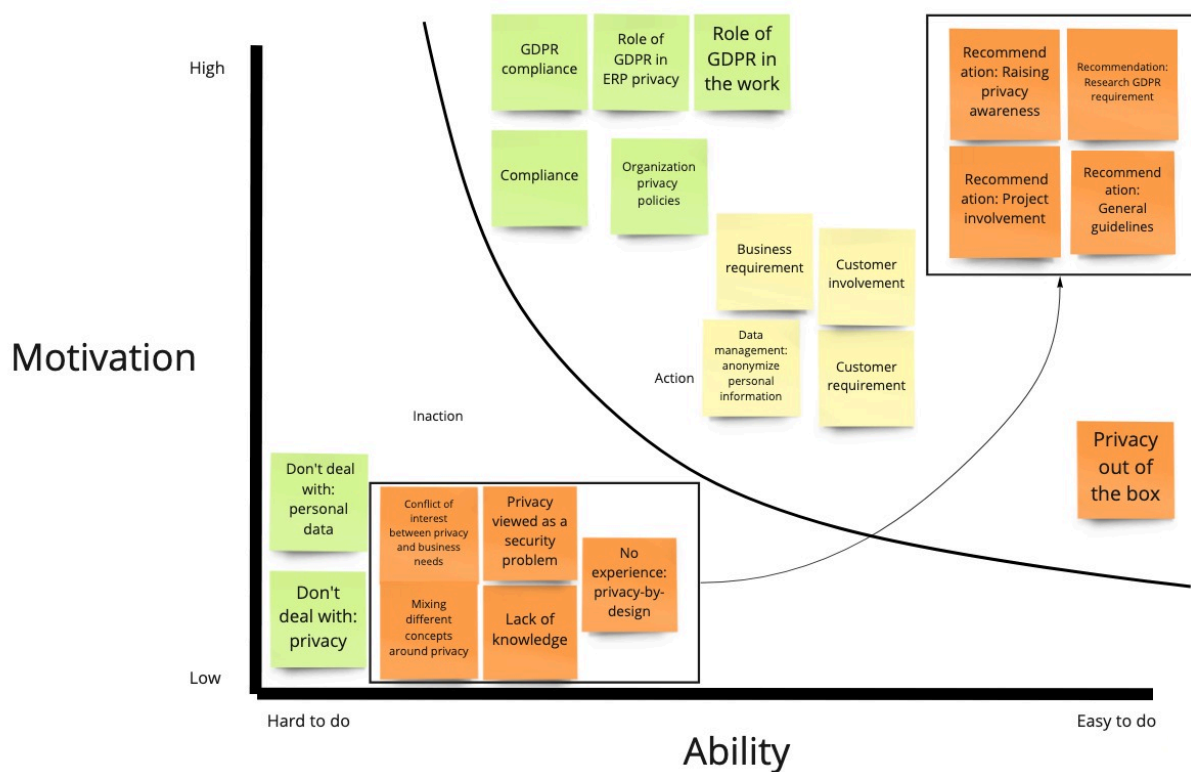 High
GDPR
compliance
Role of
GDPR in
ERP privacy
Role of
GDPR in
the work
Recommend
ation: Raising
privacy
awareness
Recommendation:
Research GDPR
requirement
Compliance
Organization
privacy
policies
Recommend
ation: Project
involvement
Recommend
ation:
General
guidelines
Business
requirement
Customer
involvement
Motivation
Data
management:
anonymize
personal
information
Customer
requirement
Action
Inaction
Privacy
out of
the box
Don't deal
with:
personal
data
Conflict of
interest
between privacy
and business
needs
Privacy
viewed as a
security
problem
No
experience:
privacy-by-
design
Don't
deal with:
privacy
Mixing
different
concepts
around privacy
Lack of
knowledge
Low
Hard to do
Easy to do
Ability